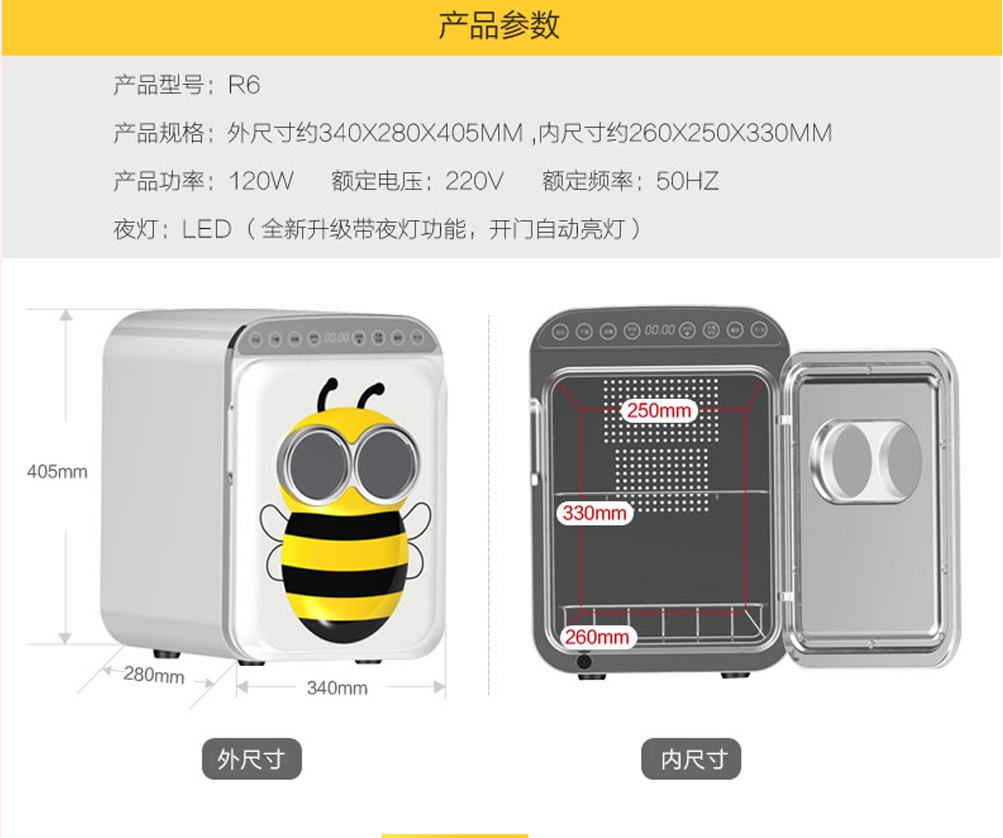 产品参数
产品型号：R6
产品规格：外尺寸约340X280X405MM ,内尺寸约260X250X330MM
产品功率：120W 额定电压：220V 额定频率：50HZ
夜灯：LED（全新升级带夜灯功能，开门自动亮灯）
00:00
00:00
250mm
405mm
330mm
260mm
280mm
340mm
外尺寸
内尺寸